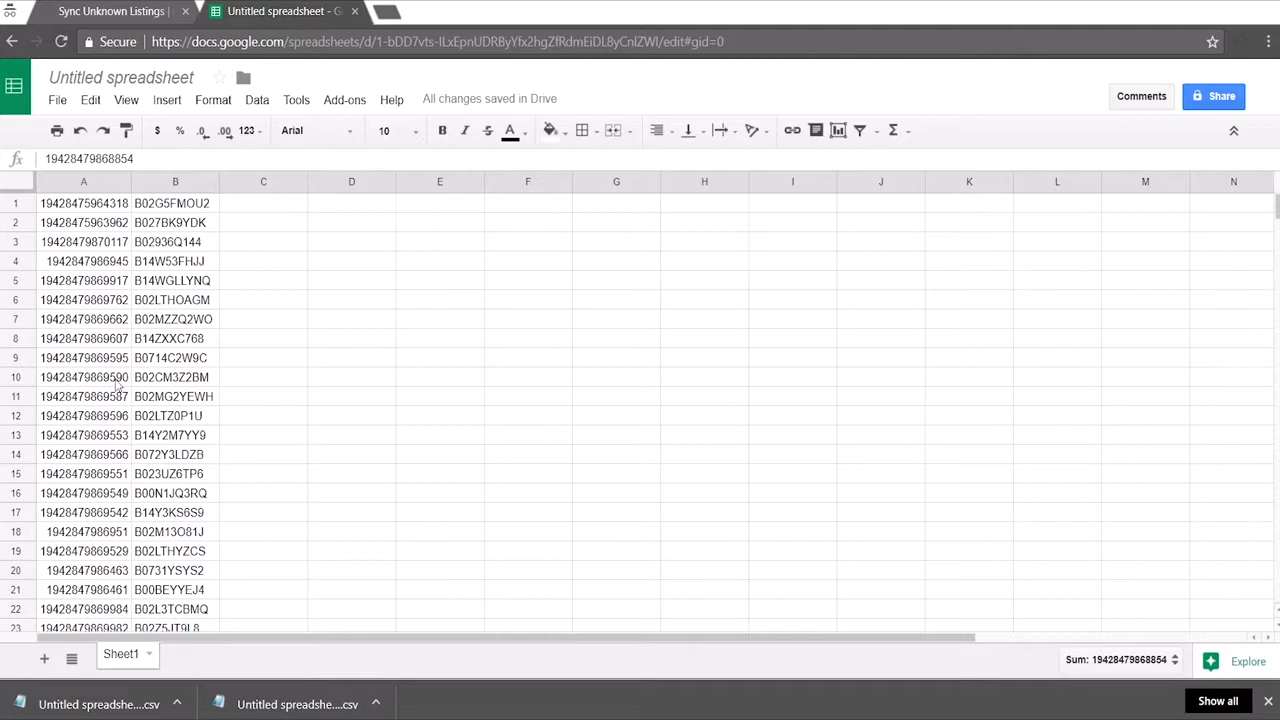 Sync Unknown Listings |
Untitled spreadsheet - G
Secure https://docs.google.com/spreadsheets/d/1-bDD7vts-ILxEpnUDRByYfx2hgZfRdmEiDL8yCnlZWI/edit#gid=0
Untitled spreadsheet
File Edit View Insert Format Data Tools Add-ons Help All changes saved in Drive
Comments Share
$ % .0 .00 123 Arial 10 B I S A Σ
fx 19428479868854
A B C D E F G H I J K L M N
1 19428475964318 B02G5FMOU2
2 19428475963962 B027BK9YDK
3 19428479870117 B02936Q144
4 1942847986945 B14W53FHJJ
5 19428479869917 B14WGLLYNQ
6 19428479869762 B02LTHOAGM
7 19428479869662 B02MZZQ2WO
8 19428479869607 B14ZXXC768
9 19428479869595 B0714C2W9C
10 19428479869590 B02CM3Z2BM
11 19428479869587 B02MG2YEWH
12 19428479869596 B02LTZ0P1U
13 19428479869553 B14Y2M7YY9
14 19428479869566 B072Y3LDZB
15 19428479869551 B023UZ6TP6
16 19428479869549 B00N1JQ3RQ
17 19428479869542 B14Y3KS6S9
18 1942847986951 B02M13O81J
19 19428479869529 B02LTHYZCS
20 1942847986463 B0731YSYS2
21 1942847986461 B00BEYYEJ4
22 19428479869984 B02L3TCBMQ
23 19428479869982 B02Z5JT9L8
Sheet1
Sum: 19428479868854
Explore
Untitled spreadshe....csv
Untitled spreadshe....csv
Show all